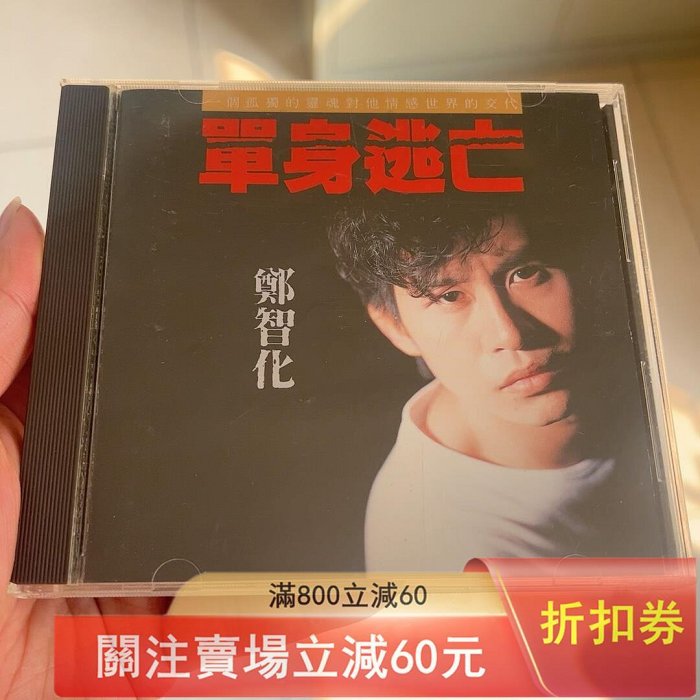 一個孤獨的靈魂對他情感世界的交代
單身逃亡
鄭智化
滿800立減60
關注賣場立減60元
折扣券